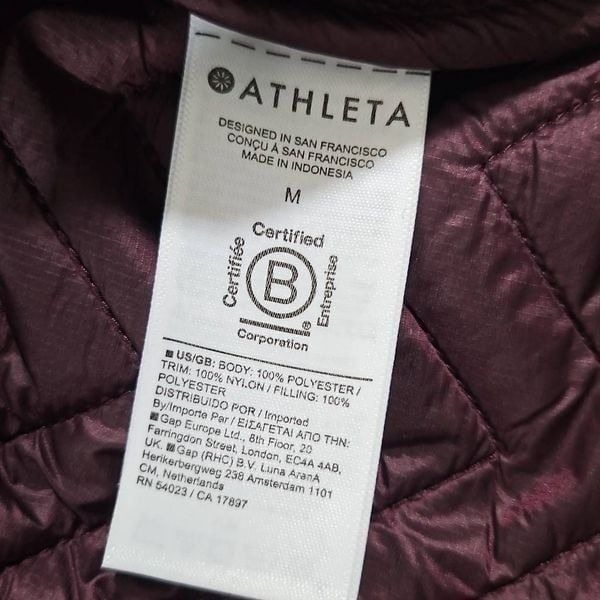 ATHLETA
DESIGNED IN SAN FRANCISCO
CONÇU À SAN FRANCISCO
MADE IN INDONESIA
M
Certified
Certifiée
B
Entreprise
®
Corporation
US/GB: BODY: 100% POLYESTER /
TRIM: 100% NYLON / FILLING: 100%
POLYESTER
DISTRIBUIDO POR / Imported
By/Importe Par / ΕΙΣΑΓΕΤΑΙ ΑΠΟ ΤΗΝ:
Gap Europe Ltd., 6th Floor, 20
Farringdon Street, London, EC4A 4AB,
UK. Gap (RHC) B.V. Luna ArenA
Herikerbergweg 238 Amsterdam 1101
CM, Netherlands
RN 54023 / CA 17897